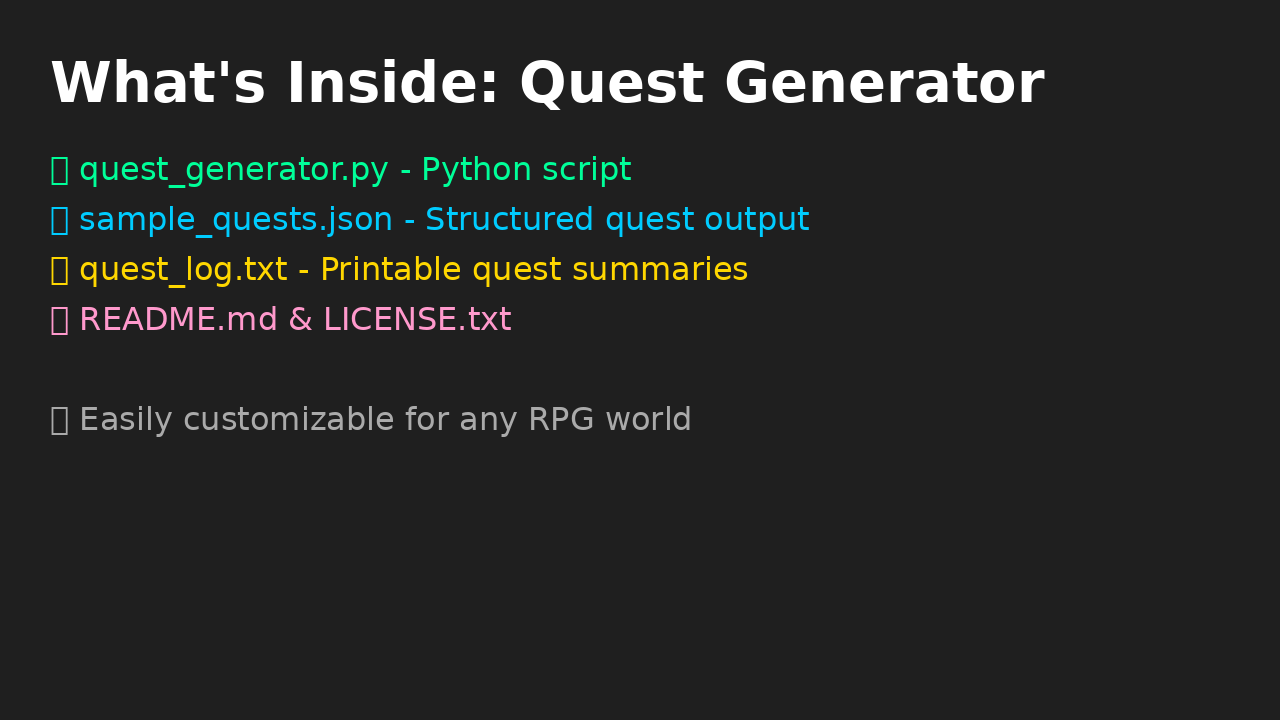 What's Inside: Quest Generator
quest_generator.py - Python script
sample_quests.json - Structured quest output
quest_log.txt - Printable quest summaries
README.md & LICENSE.txt
Easily customizable for any RPG world